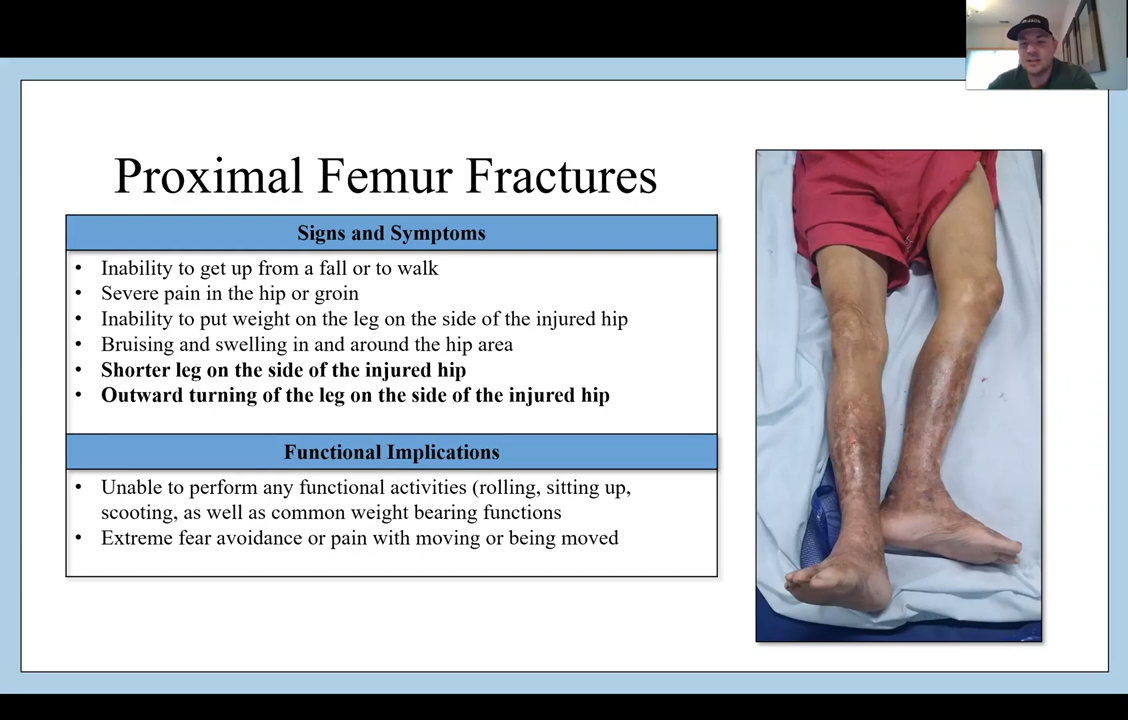 Proximal Femur Fractures
Signs and Symptoms
• Inability to get up from a fall or to walk
• Severe pain in the hip or groin
• Inability to put weight on the leg on the side of the injured hip
• Bruising and swelling in and around the hip area
• Shorter leg on the side of the injured hip
• Outward turning of the leg on the side of the injured hip
Functional Implications
• Unable to perform any functional activities (rolling, sitting up,
scooting, as well as common weight bearing functions
• Extreme fear avoidance or pain with moving or being moved